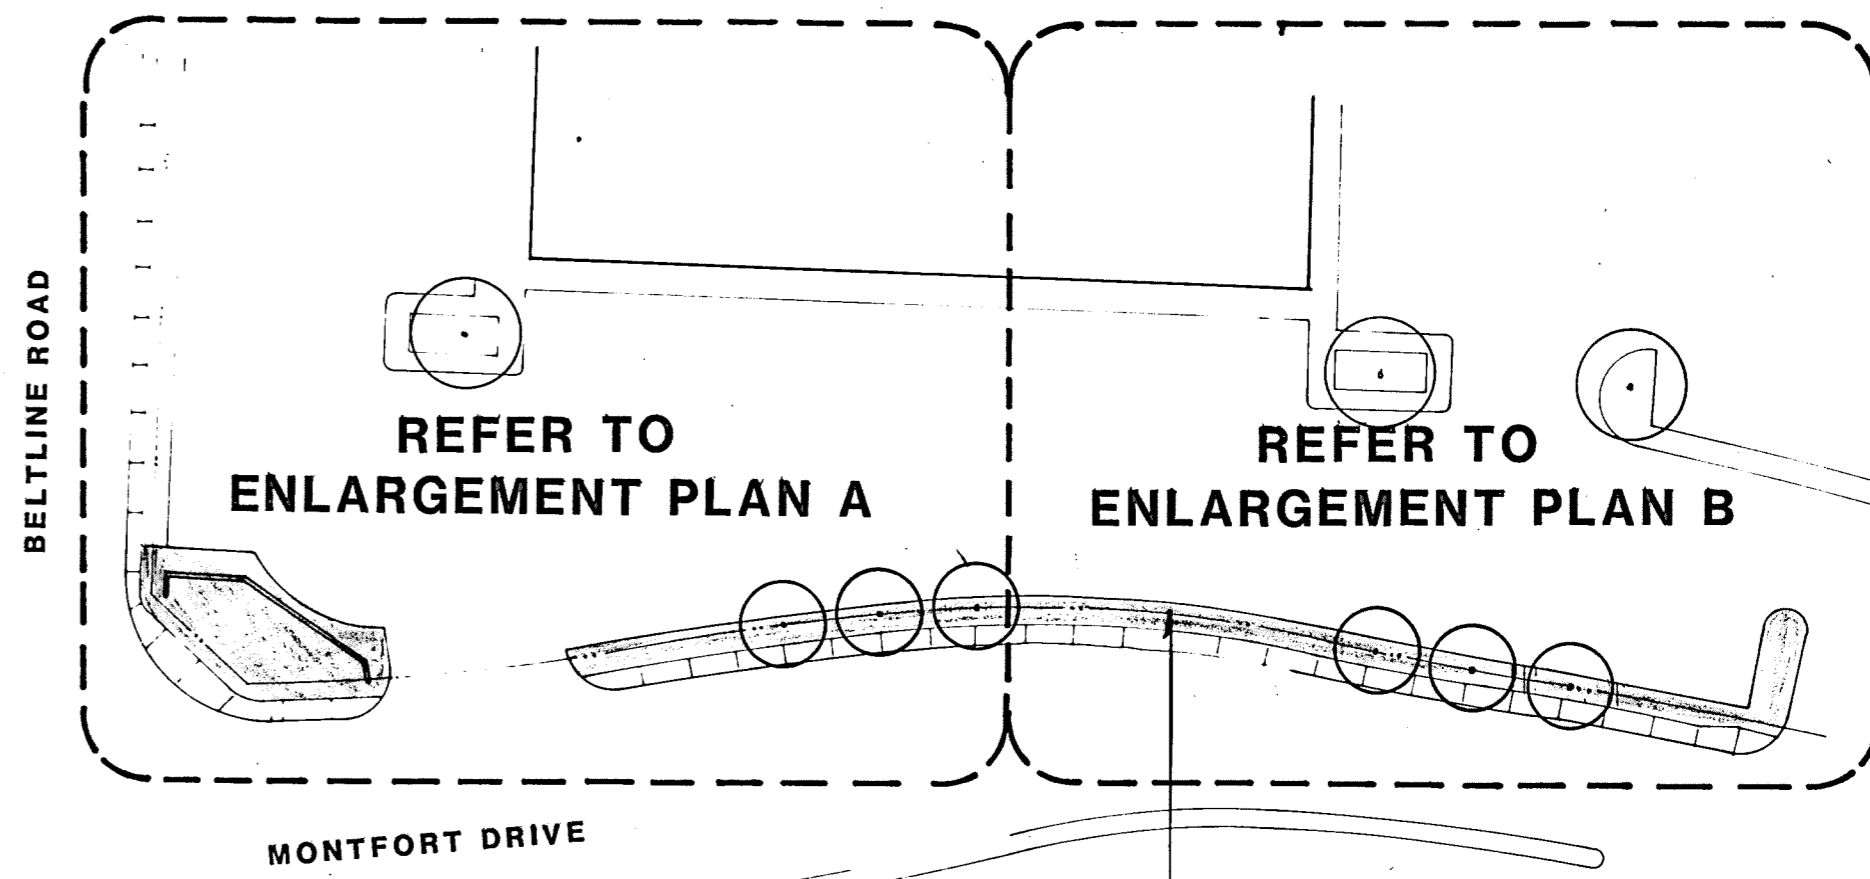 BELTLINE ROAD
REFER TO
ENLARGEMENT PLAN A
REFER TO
ENLARGEMENT PLAN B
MONTFORT DRIVE